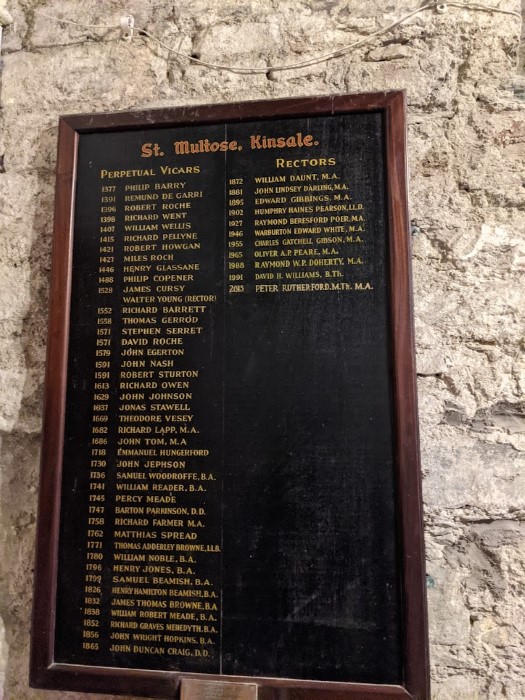 St. Multose, Kinsale.
PERPETUAL VICARS
1377 PHILIP BARRY
1391 REMUND DE GARRI
1396 ROBERT ROCHE
1398 RICHARD WENT
1407 WILLIAM WELLIS
1415 RICHARD PELLYNE
1421 ROBERT HOWGAN
1427 MILES ROCH
1446 HENRY GLASSANE
1488 PHILIP COPENER
1528 JAMES CURSY
WALTER YOUNG (RECTOR)
1552 RICHARD BARRETT
1558 THOMAS GERROD
1571 STEPHEN SERRET
1571 DAVID ROCHE
1579 JOHN EGERTON
1591 JOHN NASH
1591 ROBERT STURTON
1613 RICHARD OWEN
1629 JOHN JOHNSON
1637 JONAS STAWELL
1669 THEODORE VESEY
1682 RICHARD LAPP, M.A.
1686 JOHN TOM, M.A
1718 EMMANUEL HUNGERFORD
1730 JOHN JEPHSON
1736 SAMUEL WOODROFFE, B.A.
1741 WILLIAM READER, B.A.
1745 PERCY MEADE
1747 BARTON PARKINSON, D.D.
1758 RICHARD FARMER M.A.
1762 MATTHIAS SPREAD
1771 THOMAS ADDERLEY BROWNE, LL.B.
1780 WILLIAM NOBLE, B.A.
1796 HENRY JONES, B.A.
1799 SAMUEL BEAMISH, B.A.
1826 HENRY HAMILTON BEAMISH, B.A.
1832 JAMES THOMAS BROWNE, B.A
1838 WILLIAM ROBERT MEADE, B.A.
1852 RICHARD GRAVES MEREDYTH, B.A.
1856 JOHN WRIGHT HOPKINS, B.A.
1865 JOHN DUNCAN CRAIG, D.D.
RECTORS
1872 WILLIAM DAUNT, M.A.
1881 JOHN LINDSEY DARLING, M.A.
1895 EDWARD GIBBINGS, M.A.
1902 HUMPHRY HAINES PEARSON, LL.D.
1927 RAYMOND BERESFORD POER, M.A.
1946 WARBURTON EDWARD WHITE, M.A.
1955 CHARLES GATCHELL GIBSON, M.A.
1965 OLIVER A.P. PEARE, M.A.
1988 RAYMOND W.P. DOHERTY, M.A.
1991 DAVID H. WILLIAMS, B.Th.
2013 PETER RUTHERFORD. M.Th. M.A.